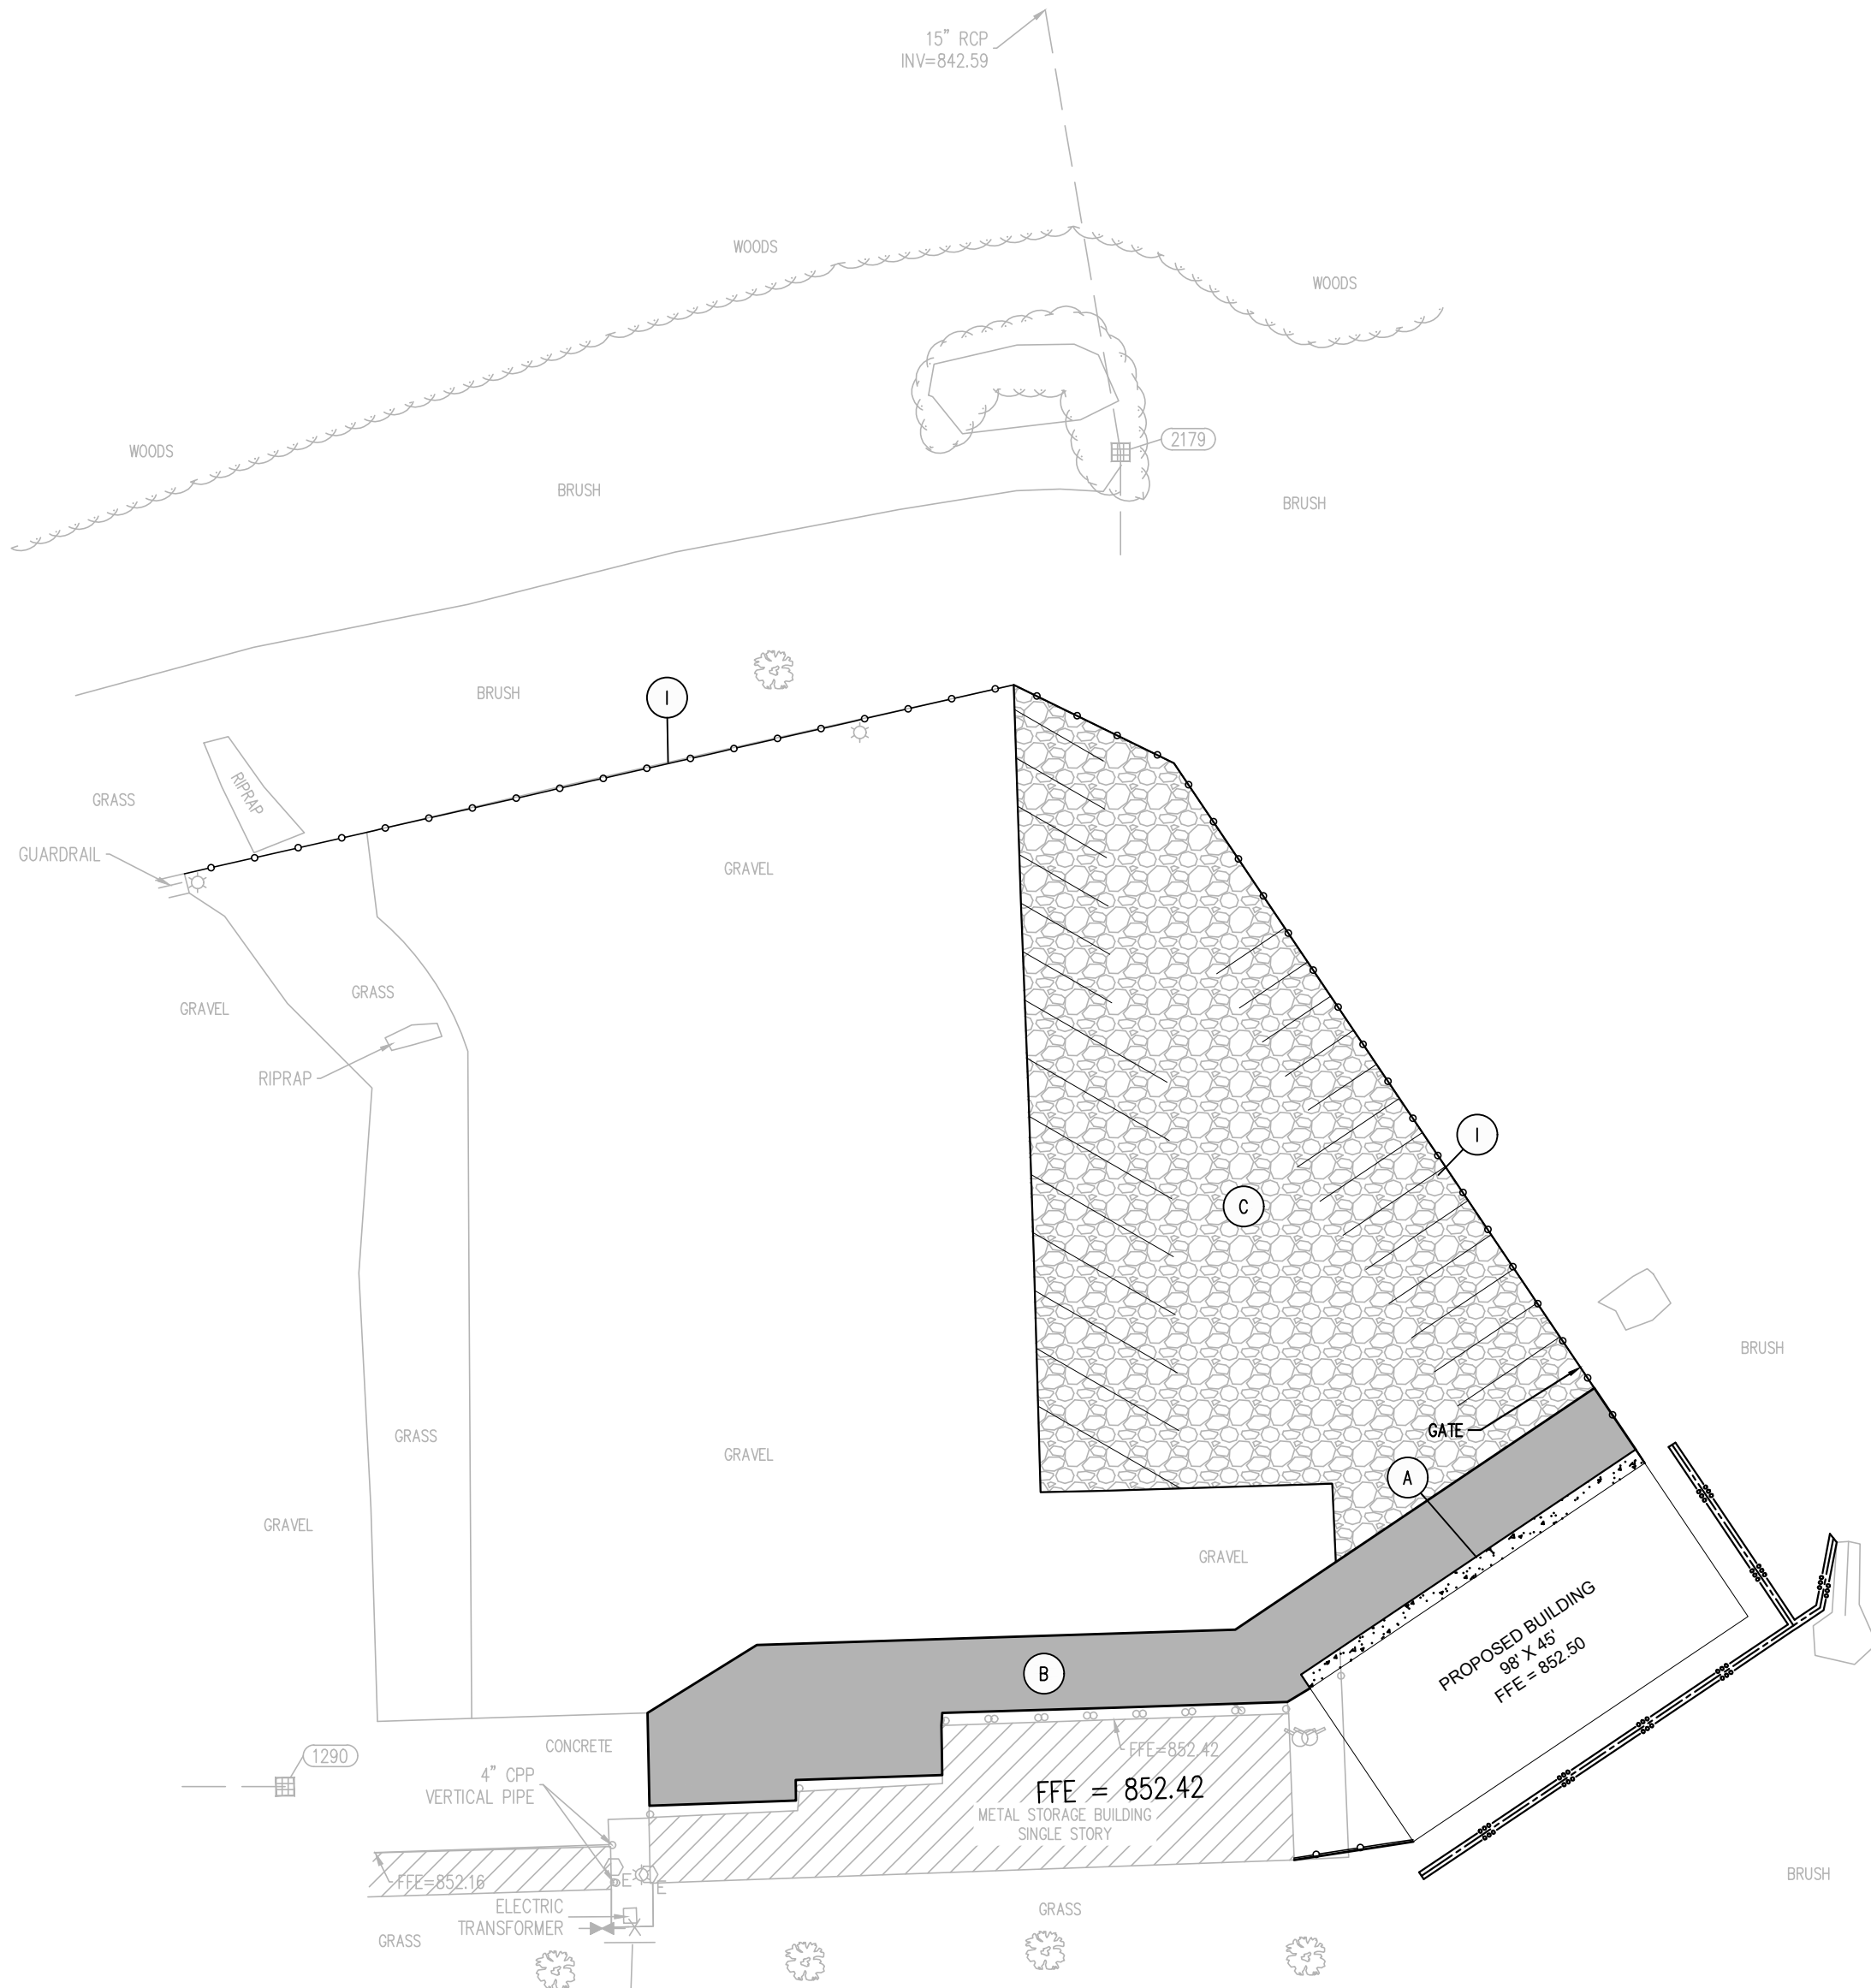 15" RCP
INV=842.59
WOODS
WOODS
2179
WOODS
BRUSH
BRUSH
BRUSH
I
RIPRAP
GRASS
GUARDRAIL
GRAVEL
GRASS
GRAVEL
RIPRAP
I
C
BRUSH
GATE
GRASS
GRAVEL
A
GRAVEL
GRAVEL
PROPOSED BUILDING
98' X 45'
FFE = 852.50
B
CONCRETE
FFE=852.42
1290
4" CPP
VERTICAL PIPE
FFE = 852.42
METAL STORAGE BUILDING
SINGLE STORY
FFE=852.16
E
E
ELECTRIC
TRANSFORMER
BRUSH
GRASS
GRASS